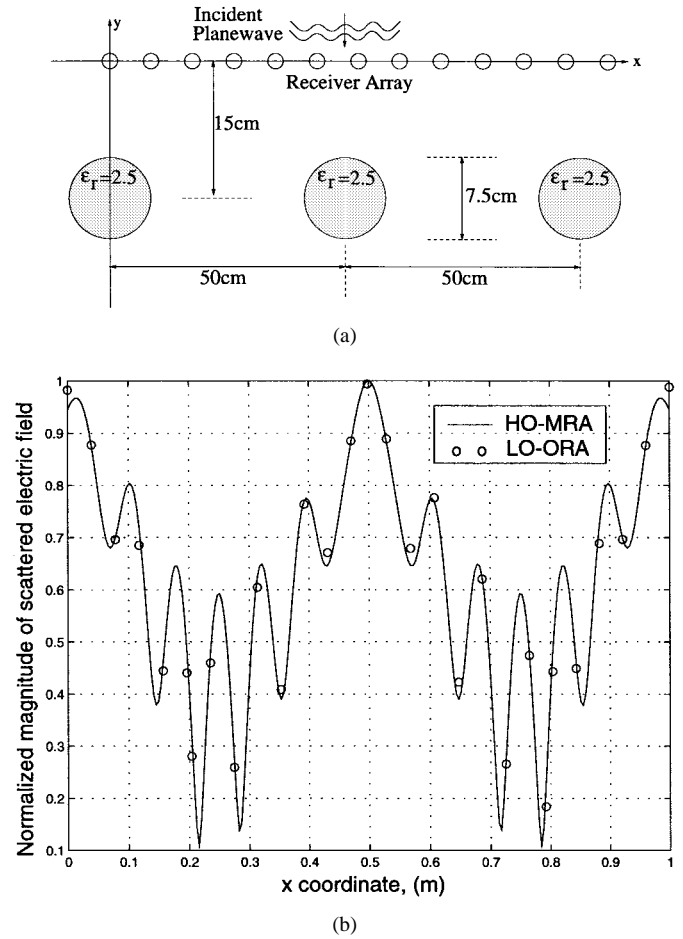 Incident
Planewave
y
x
Receiver Array
15cm
εr=2.5
εr=2.5
εr=2.5
7.5cm
50cm
50cm
(a)
Normalized magnitude of scattered electric field
1
0.9
0.8
0.7
0.6
0.5
0.4
0.3
0.2
0.1
HO-MRA
LO-ORA
0
0.1
0.2
0.3
0.4
0.5
0.6
0.7
0.8
0.9
1
x coordinate, (m)
(b)